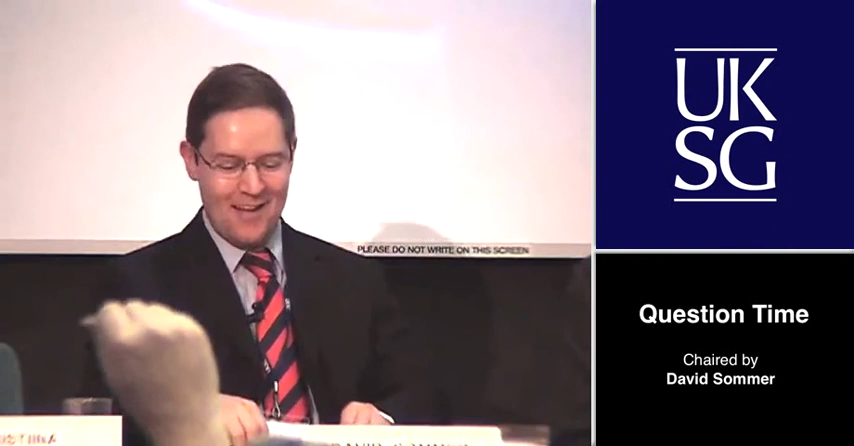 PLEASE DO NOT WRITE ON THIS SCREEN
UK
SG
Question Time
Chaired by
David Sommer